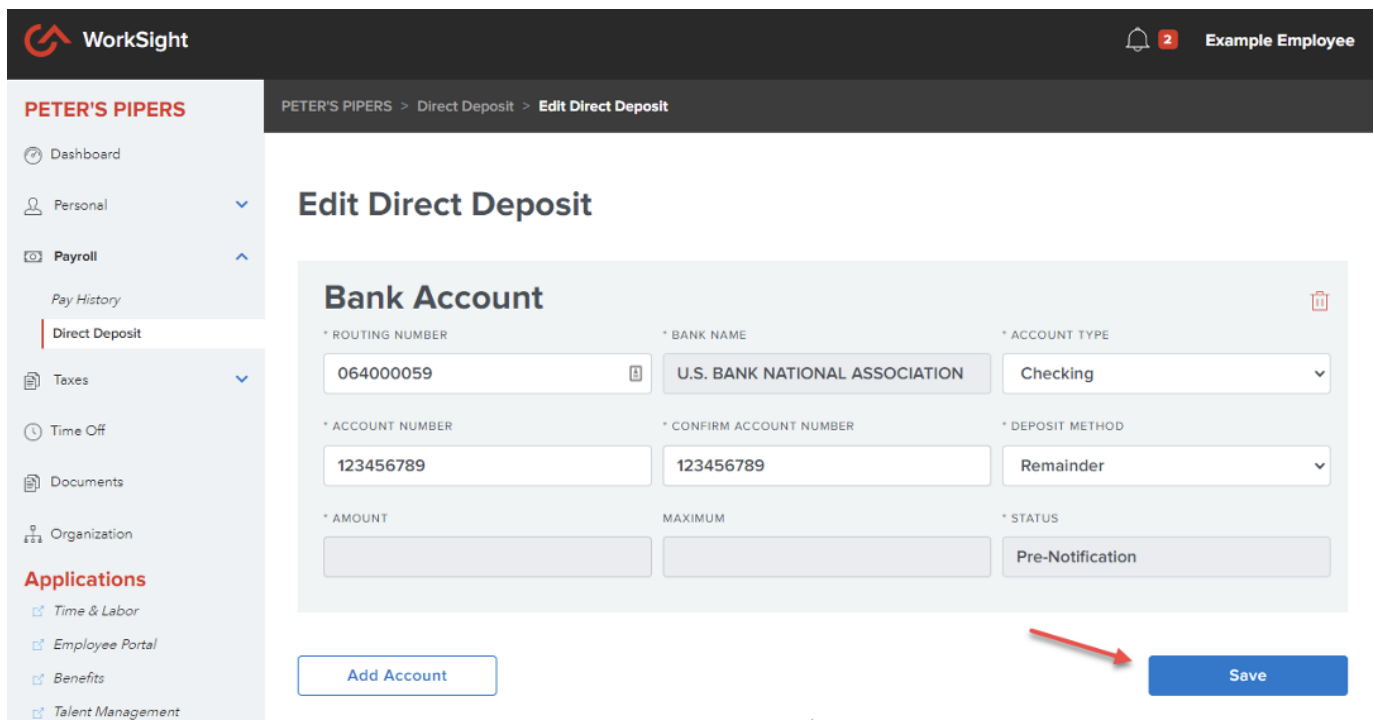 WorkSight
2
Example Employee
PETER'S PIPERS
PETER'S PIPERS > Direct Deposit > Edit Direct Deposit
Dashboard
Personal
Payroll
Pay History
Direct Deposit
Taxes
Time Off
Documents
Organization
Applications
Time & Labor
Employee Portal
Benefits
Talent Management
Edit Direct Deposit
Bank Account
* ROUTING NUMBER
* BANK NAME
* ACCOUNT TYPE
064000059
U.S. BANK NATIONAL ASSOCIATION
Checking
* ACCOUNT NUMBER
* CONFIRM ACCOUNT NUMBER
* DEPOSIT METHOD
123456789
123456789
Remainder
* AMOUNT
MAXIMUM
* STATUS
Pre-Notification
Add Account
Save